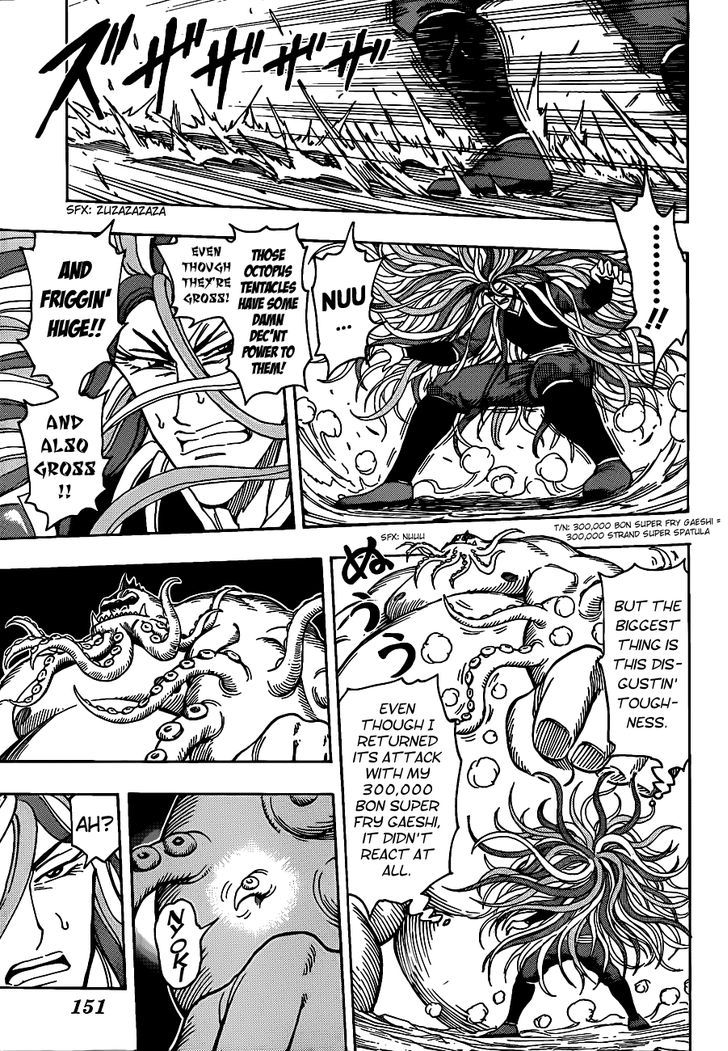 ズザザザザ
SFX: ZUZAZAZAZA
.........!!
NUU
...
THOSE
OCTOPUS
TENTACLES
HAVE SOME
DAMN
DEC'NT
POWER TO
THEM!
EVEN
THOUGH
THEY'RE
GROSS!
AND
FRIGGIN'
HUGE!!
AND
ALSO
GROSS
!!
T/N: 300,000 BON SUPER FRY GAESHI =
300,000 STRAND SUPER SPATULA
SFX: NUUU
ぬうう
BUT THE
BIGGEST
THING IS
THIS DIS-
GUSTIN'
TOUGH-
NESS.
EVEN
THOUGH I
RETURNED
ITS ATTACK
WITH MY
300,000
BON SUPER
FRY GAESHI,
IT DIDN'T
REACT AT
ALL.
NYOKI
AH?
151